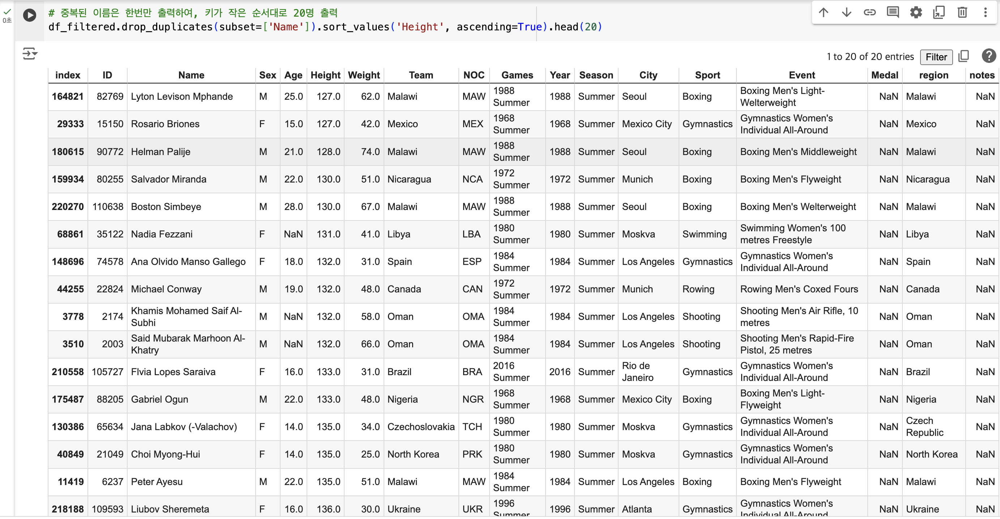 # 중복된 이름은 한번만 출력하여, 키가 작은 순서대로 20명 출력
0초
df_filtered.drop_duplicates(subset=['Name']).sort_values('Height', ascending=True).head(20)
1 to 20 of 20 entries Filter
index ID Name Sex Age Height Weight Team NOC Games Year Season City Sport Event Medal region notes
164821 82769 Lyton Levison Mphande M 25.0 127.0 62.0 Malawi MAW 1988 Summer 1988 Summer Seoul Boxing Boxing Men's Light-Welterweight NaN Malawi NaN
29333 15150 Rosario Briones F 15.0 127.0 42.0 Mexico MEX 1968 Summer 1968 Summer Mexico City Gymnastics Gymnastics Women's Individual All-Around NaN Mexico NaN
180615 90772 Helman Palije M 21.0 128.0 74.0 Malawi MAW 1988 Summer 1988 Summer Seoul Boxing Boxing Men's Middleweight NaN Malawi NaN
159934 80255 Salvador Miranda M 22.0 130.0 51.0 Nicaragua NCA 1972 Summer 1972 Summer Munich Boxing Boxing Men's Flyweight NaN Nicaragua NaN
220270 110638 Boston Simbeye M 28.0 130.0 67.0 Malawi MAW 1988 Summer 1988 Summer Seoul Boxing Boxing Men's Welterweight NaN Malawi NaN
68861 35122 Nadia Fezzani F NaN 131.0 41.0 Libya LBA 1980 Summer 1980 Summer Moskva Swimming Swimming Women's 100 metres Freestyle NaN Libya NaN
148696 74578 Ana Olvido Manso Gallego F 18.0 132.0 31.0 Spain ESP 1984 Summer 1984 Summer Los Angeles Gymnastics Gymnastics Women's Individual All-Around NaN Spain NaN
44255 22824 Michael Conway M 19.0 132.0 48.0 Canada CAN 1972 Summer 1972 Summer Munich Rowing Rowing Men's Coxed Fours NaN Canada NaN
3778 2174 Khamis Mohamed Saif Al-Subhi M NaN 132.0 58.0 Oman OMA 1984 Summer 1984 Summer Los Angeles Shooting Shooting Men's Air Rifle, 10 metres NaN Oman NaN
3510 2003 Said Mubarak Marhoon Al-Khatry M NaN 132.0 66.0 Oman OMA 1984 Summer 1984 Summer Los Angeles Shooting Shooting Men's Rapid-Fire Pistol, 25 metres NaN Oman NaN
210558 105727 Flvia Lopes Saraiva F 16.0 133.0 31.0 Brazil BRA 2016 Summer 2016 Summer Rio de Janeiro Gymnastics Gymnastics Women's Individual All-Around NaN Brazil NaN
175487 88205 Gabriel Ogun M 22.0 133.0 48.0 Nigeria NGR 1968 Summer 1968 Summer Mexico City Boxing Boxing Men's Light-Flyweight NaN Nigeria NaN
130386 65634 Jana Labkov (-Valachov) F 14.0 135.0 34.0 Czechoslovakia TCH 1980 Summer 1980 Summer Moskva Gymnastics Gymnastics Women's Individual All-Around NaN Czech Republic NaN
40849 21049 Choi Myong-Hui F 14.0 135.0 25.0 North Korea PRK 1980 Summer 1980 Summer Moskva Gymnastics Gymnastics Women's Individual All-Around NaN North Korea NaN
11419 6237 Peter Ayesu M 22.0 135.0 51.0 Malawi MAW 1984 Summer 1984 Summer Los Angeles Boxing Boxing Men's Flyweight NaN Malawi NaN
218188 109593 Liubov Sheremeta F 16.0 136.0 30.0 Ukraine UKR 1996 Summer 1996 Summer Atlanta Gymnastics Gymnastics Women's Individual All-Around NaN Ukraine NaN